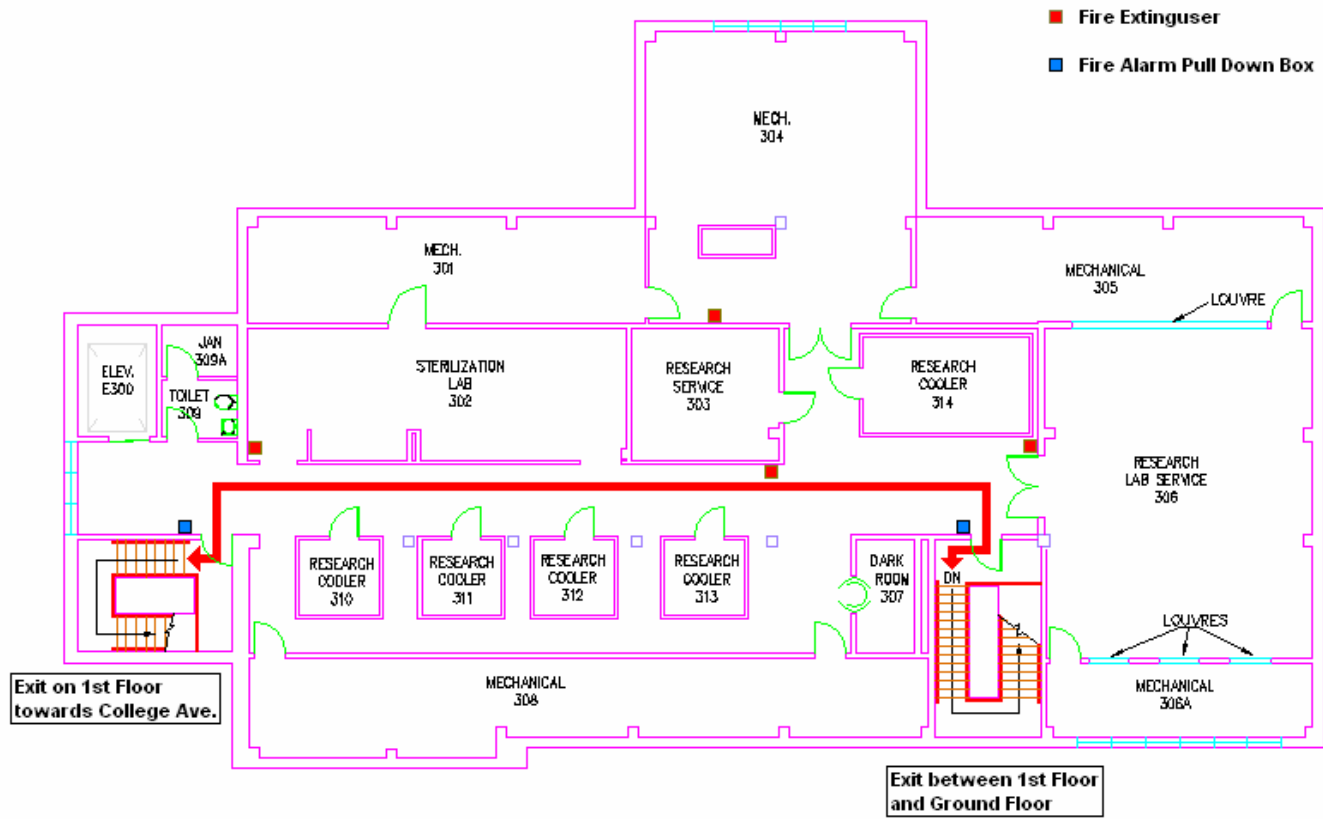 Fire Extinguser
Fire Alarm Pull Down Box
MECH.
304
MECH.
301
MECHANICAL
305
LOUVRE
JAN
309A
ELEV.
E300
TOILET
309
STERILIZATION
LAB
302
RESEARCH
SERVICE
303
RESEARCH
COOLER
314
RESEARCH
LAB SERVICE
306
RESEARCH
COOLER
310
RESEARCH
COOLER
311
RESEARCH
COOLER
312
RESEARCH
COOLER
313
DARK
ROOM
307
DN
LOUVRES
MECHANICAL
308
MECHANICAL
306A
Exit on 1st Floor
towards College Ave.
Exit between 1st Floor
and Ground Floor